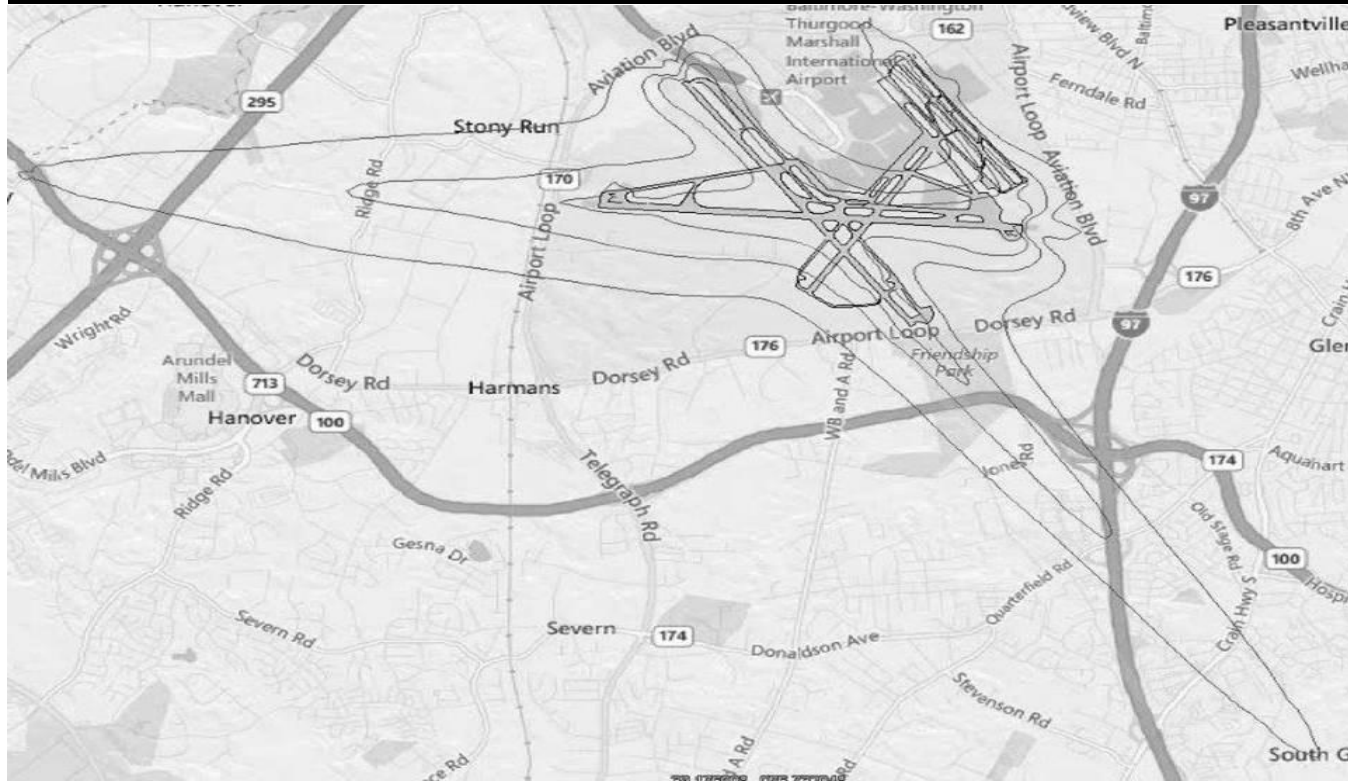 Baltimore-Washington
Thurgood
Marshall
International
Airport
162
Pleasantville
Aviation Blvd
Airport Loop
Ferndale Rd
295
Stony Run
Ridge Rd
170
Airport Loop
Aviation Blvd
97
8th Ave N
176
Wright Rd
Arundel
Mills
Mall
713
Dorsey Rd
Harmans
Dorsey Rd
176
Airport Loop
Dorsey Rd
97
Friendship
Park
Hanover
100
WB and A Rd
Jones Rd
174
Aquahart
Ridge Rd
Telegraph Rd
Old Stage Rd
Gesna Dr
100
Quarterfield Rd
Crain Hwy S
Severn Rd
Severn
174
Donaldson Ave
Stevenson Rd
South G